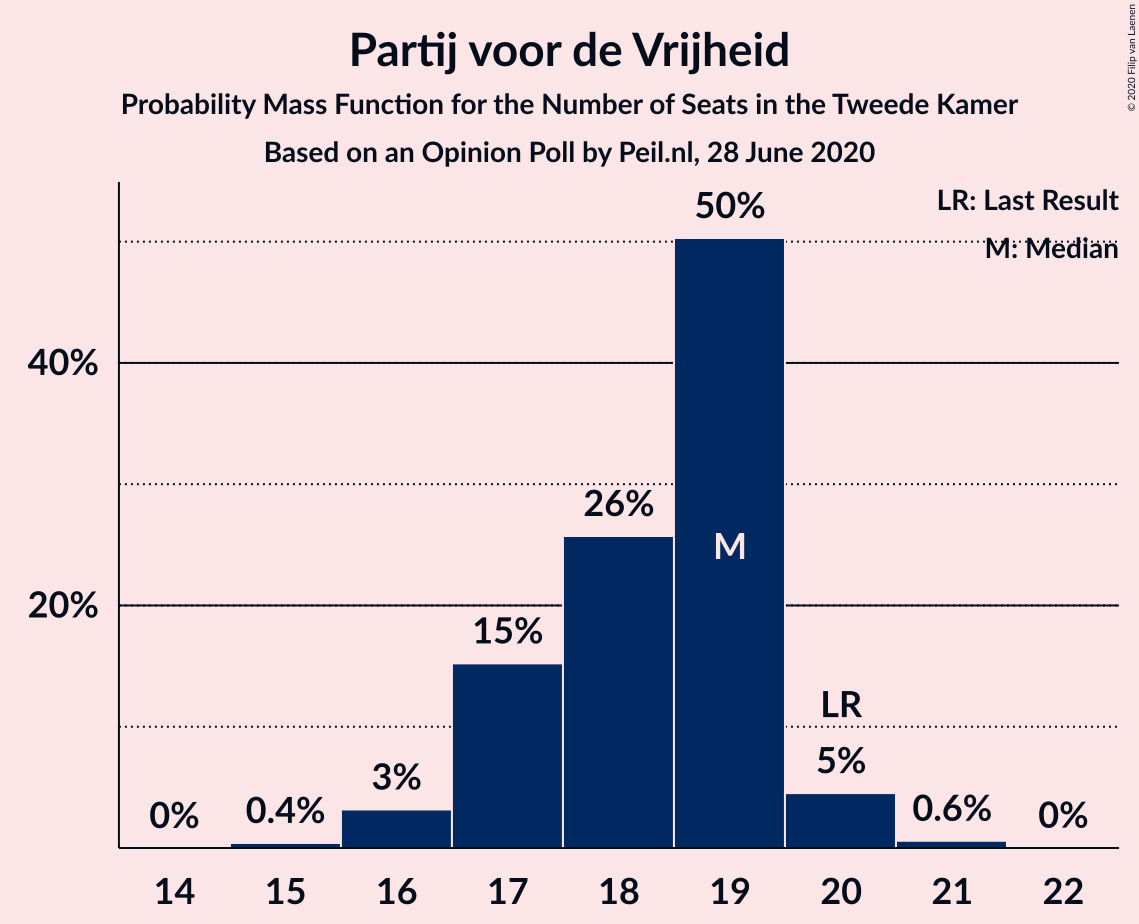 Partij voor de Vrijheid
Probability Mass Function for the Number of Seats in the Tweede Kamer
Based on an Opinion Poll by Peil.nl, 28 June 2020
© 2020 Filip van Laenen
LR: Last Result
M: Median
50%
40%
26%
M
20%
15%
LR
5%
3%
0%
0.4%
0.6%
0%
14 15 16 17 18 19 20 21 22